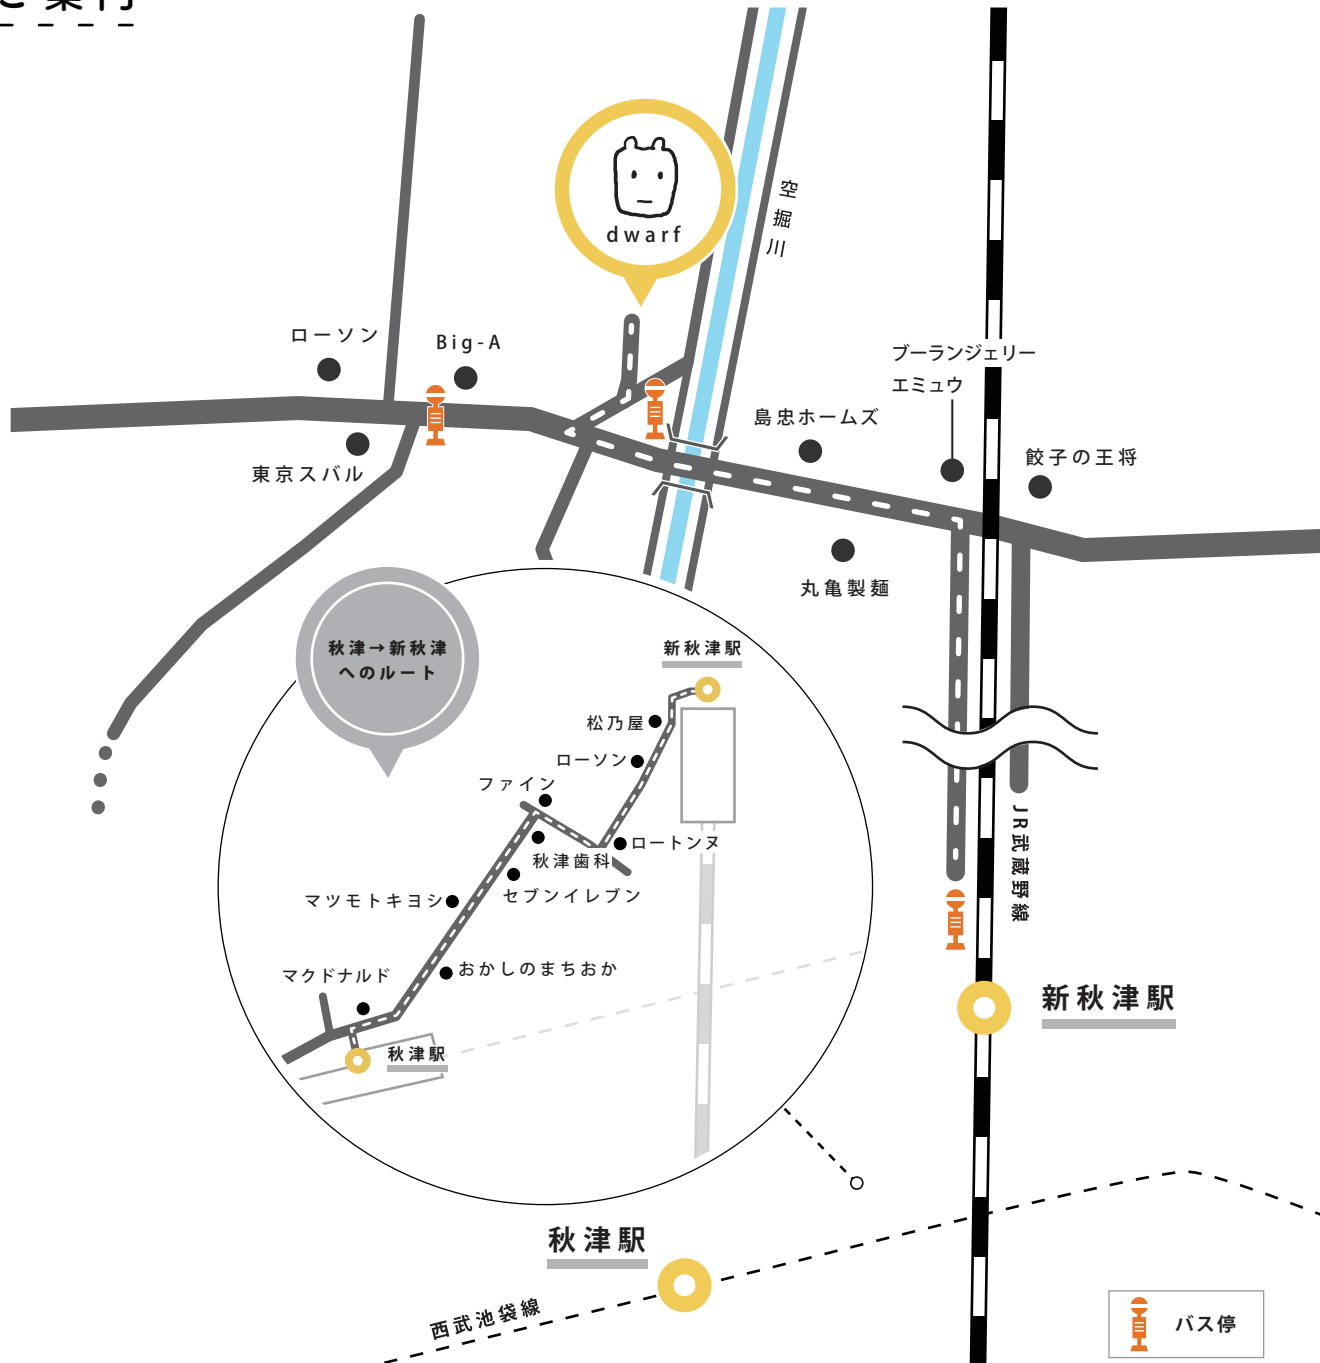 ご案内
空堀川
dwarf
ローソン
Big-A
ブーランジェリー
エミュウ
島忠ホームズ
餃子の王将
東京スバル
丸亀製麺
秋津→新秋津
へのルート
新秋津駅
松乃屋
ローソン
ファイン
ロートンヌ
秋津歯科
セブンイレブン
マツモトキヨシ
おかしのまちおか
マクドナルド
秋津駅
JR武蔵野線
新秋津駅
秋津駅
西武池袋線
バス停